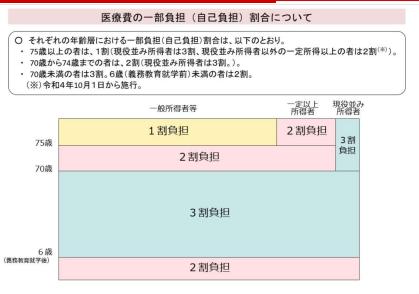 医療費の一部負担（自己負担）割合について
○ それぞれの年齢層における一部負担（自己負担）割合は、以下のとおり。
・ 75歳以上の者は、1割（現役並み所得者は3割、現役並み所得者以外の一定所得以上の者は2割(※)）。
・ 70歳から74歳までの者は、2割（現役並み所得者は3割。）。
・ 70歳未満の者は3割。6歳（義務教育就学前）未満の者は2割。
（※）令和4年10月1日から施行。
一般所得者等
一定以上
所得者
現役並み
所得者
1割負担
2割負担
3割
負担
75歳
2割負担
70歳
3割負担
6歳
（義務教育就学後）
2割負担